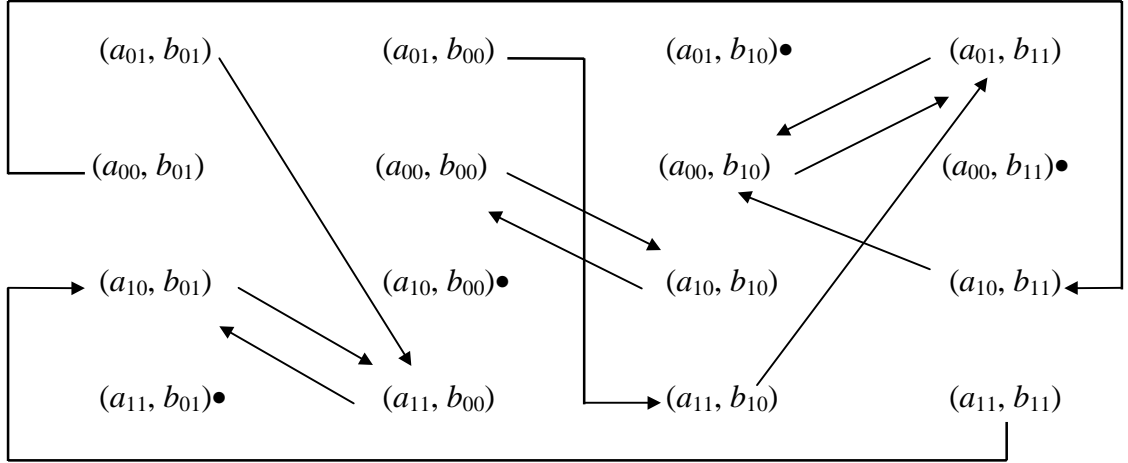 (a₀₁, b₀₁) (a₀₁, b₀₀) (a₀₁, b₁₀)● (a₀₁, b₁₁)
(a₀₀, b₀₁) (a₀₀, b₀₀) (a₀₀, b₁₀) (a₀₀, b₁₁)●
(a₁₀, b₀₁) (a₁₀, b₀₀)● (a₁₀, b₁₀) (a₁₀, b₁₁)
(a₁₁, b₀₁)● (a₁₁, b₀₀) (a₁₁, b₁₀) (a₁₁, b₁₁)